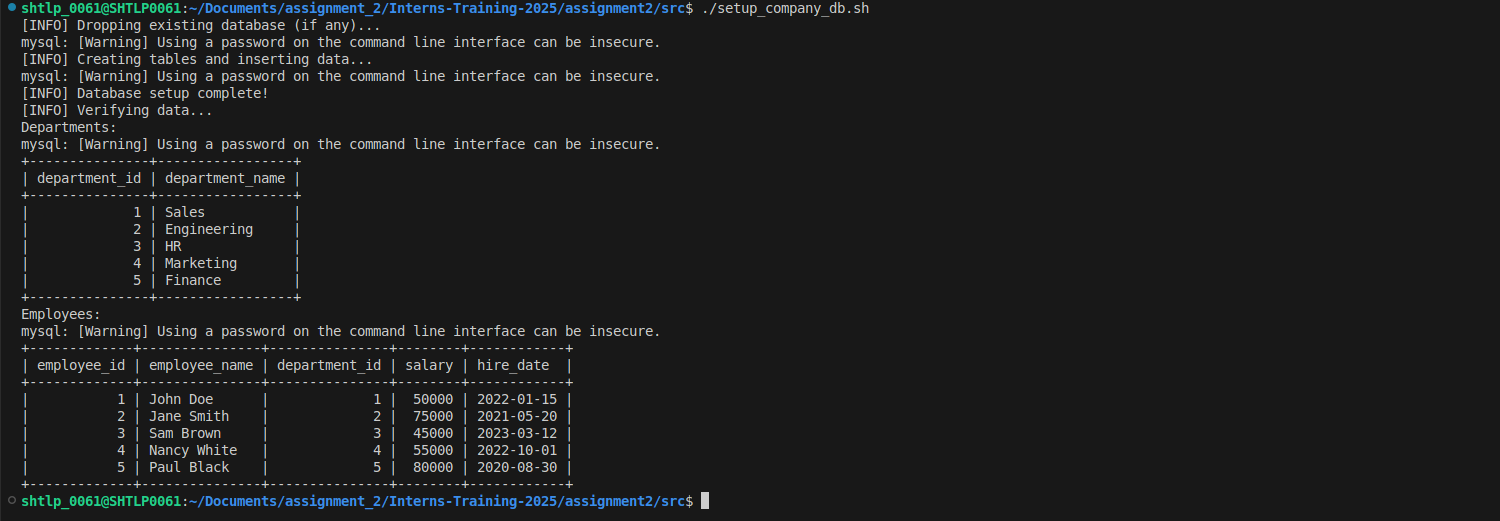 shtlp_0061@SHTLP0061:~/Documents/assignment_2/Interns-Training-2025/assignment2/src$ ./setup_company_db.sh
[INFO] Dropping existing database (if any)...
mysql: [Warning] Using a password on the command line interface can be insecure.
[INFO] Creating tables and inserting data...
mysql: [Warning] Using a password on the command line interface can be insecure.
[INFO] Database setup complete!
[INFO] Verifying data...
Departments:
mysql: [Warning] Using a password on the command line interface can be insecure.
+---------------+-----------------+
| department_id | department_name |
+---------------+-----------------+
|             1 | Sales           |
|             2 | Engineering     |
|             3 | HR              |
|             4 | Marketing       |
|             5 | Finance         |
+---------------+-----------------+
Employees:
mysql: [Warning] Using a password on the command line interface can be insecure.
+-------------+---------------+---------------+--------+------------+
| employee_id | employee_name | department_id | salary | hire_date  |
+-------------+---------------+---------------+--------+------------+
|           1 | John Doe      |             1 |  50000 | 2022-01-15 |
|           2 | Jane Smith    |             2 |  75000 | 2021-05-20 |
|           3 | Sam Brown     |             3 |  45000 | 2023-03-12 |
|           4 | Nancy White   |             4 |  55000 | 2022-10-01 |
|           5 | Paul Black    |             5 |  80000 | 2020-08-30 |
+-------------+---------------+---------------+--------+------------+
shtlp_0061@SHTLP0061:~/Documents/assignment_2/Interns-Training-2025/assignment2/src$